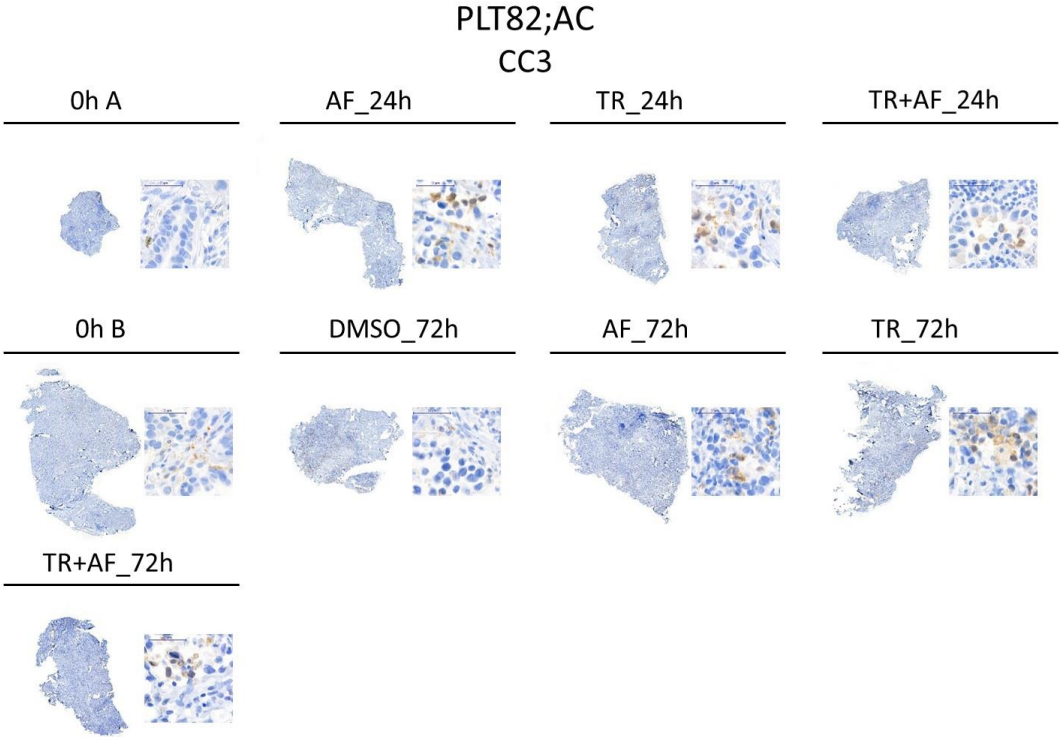 PLT82;AC
CC3
0h A
AF_24h
TR_24h
TR+AF_24h
0h B
DMSO_72h
AF_72h
TR_72h
TR+AF_72h